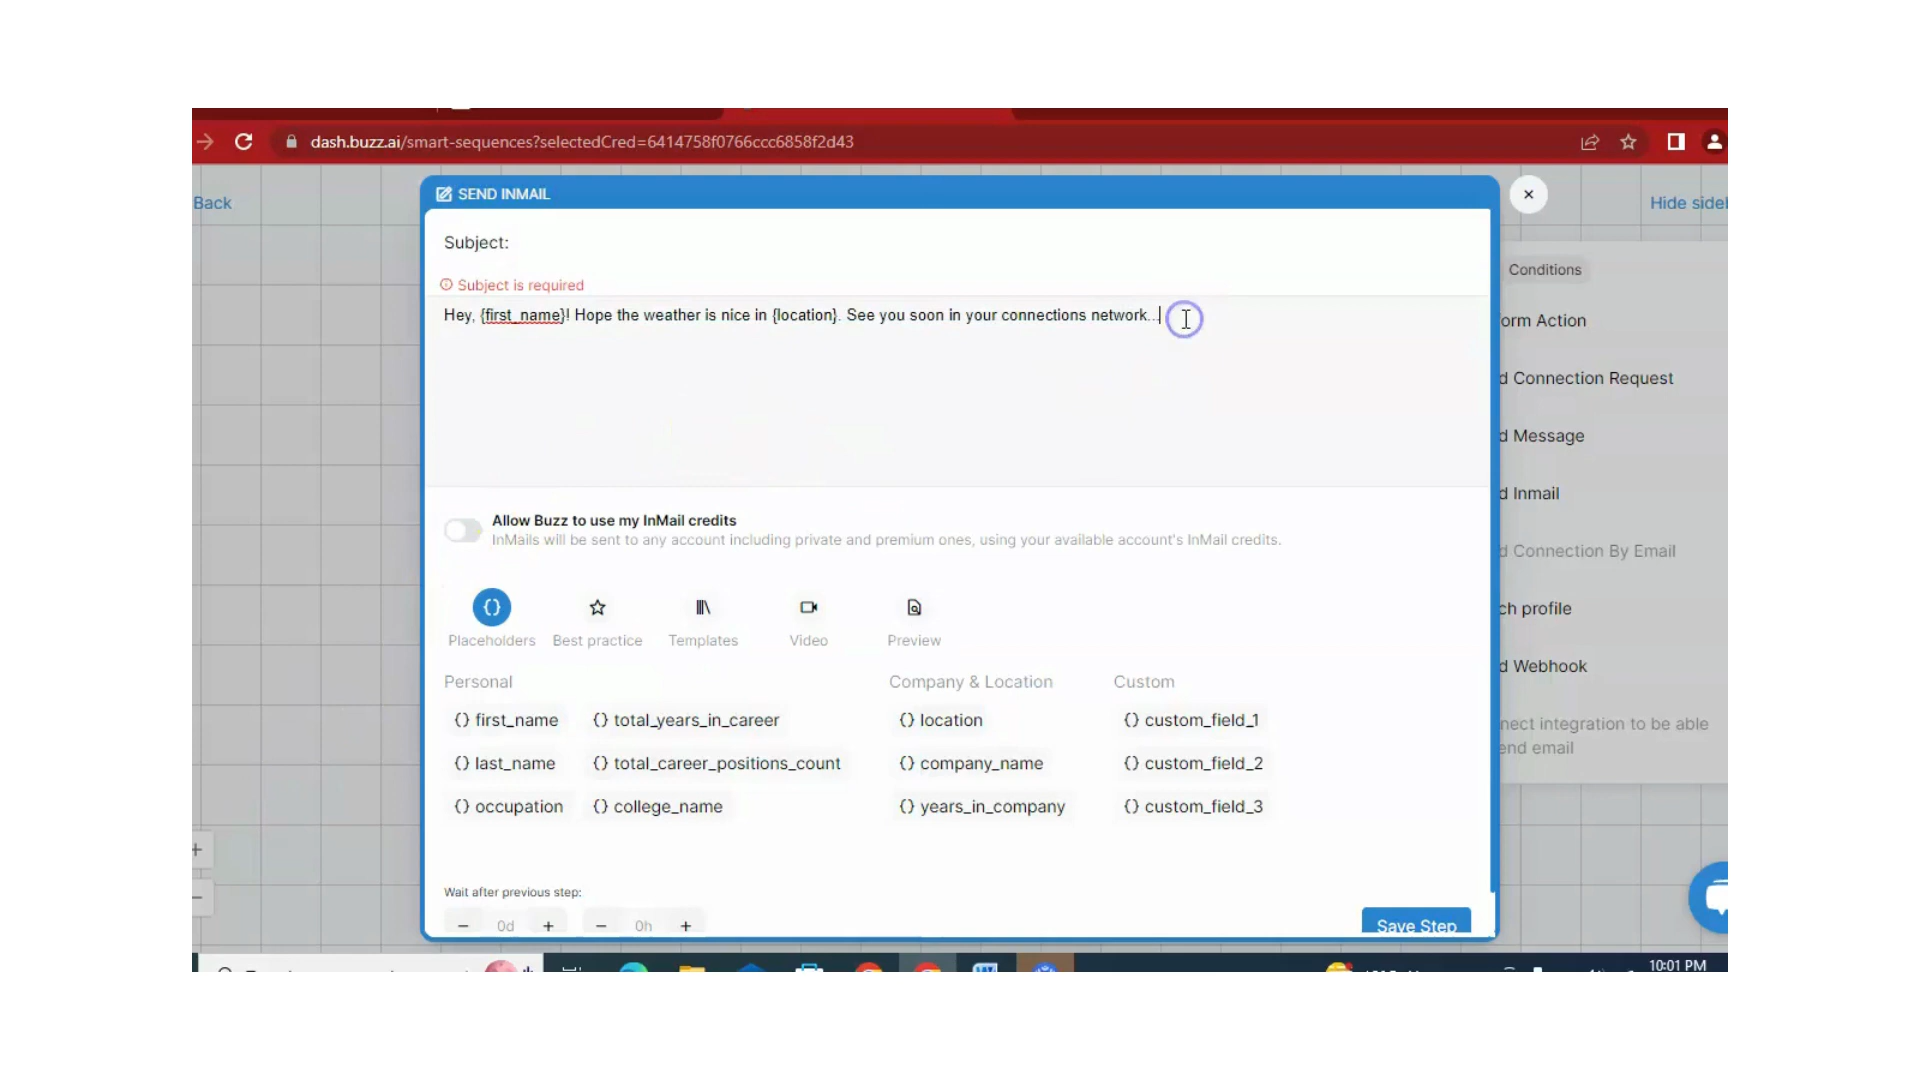 dash.buzz.ai/smart-sequences?selectedCred=6414758f0766ccc6858f2d43
Back
SEND INMAIL
Hide sidel
Subject:
Subject is required
Hey, {first_name}! Hope the weather is nice in {location}. See you soon in your connections network...
Conditions
orm Action
d Connection Request
d Message
d Inmail
d Connection By Email
ch profile
d Webhook
nect integration to be able
end email
Allow Buzz to use my InMail credits
InMails will be sent to any account including private and premium ones, using your available account's InMail credits.
Placeholders Best practice Templates Video Preview
Personal Company & Location Custom
{} first_name {} total_years_in_career {} location {} custom_field_1
{} last_name {} total_career_positions_count {} company_name {} custom_field_2
{} occupation {} college_name {} years_in_company {} custom_field_3
Wait after previous step:
− 0d + − 0h + Save Step
10:01 PM